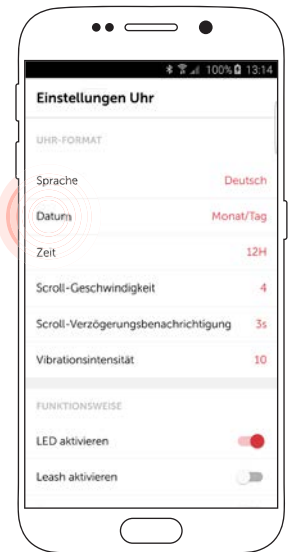 100% 13:14
Einstellungen Uhr
UHR-FORMAT
Sprache Deutsch
Datum Monat/Tag
Zeit 12H
Scroll-Geschwindigkeit 4
Scroll-Verzögerungsbenachrichtigung 3s
Vibrationsintensität 10
FUNKTIONSWEISE
LED aktivieren
Leash aktivieren